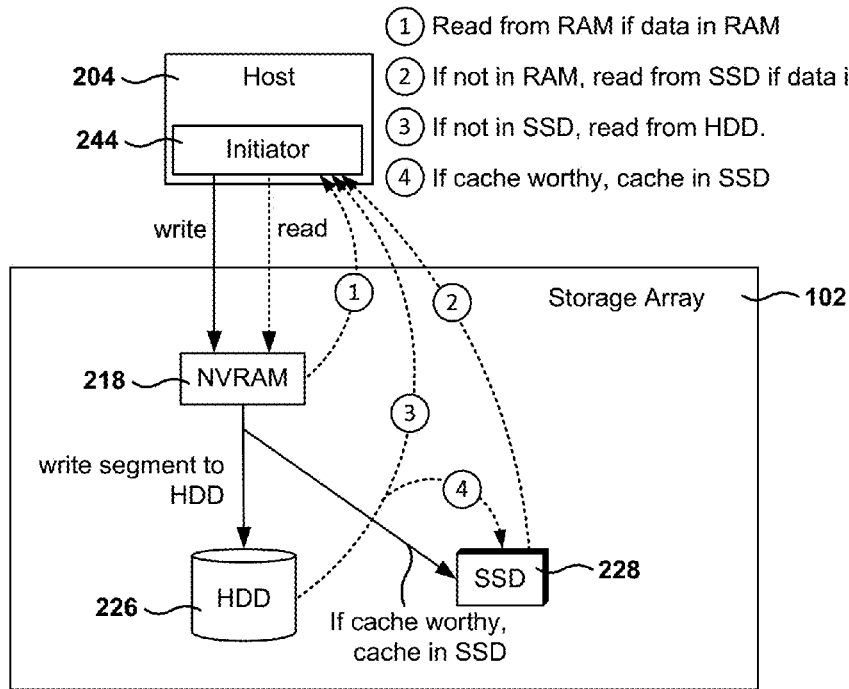 1 Read from RAM if data in RAM
2 If not in RAM, read from SSD if data i
3 If not in SSD, read from HDD.
4 If cache worthy, cache in SSD
204
Host
244
Initiator
write
read
1
2
Storage Array
102
218
NVRAM
3
write segment to
HDD
4
226
HDD
SSD
228
If cache worthy,
cache in SSD